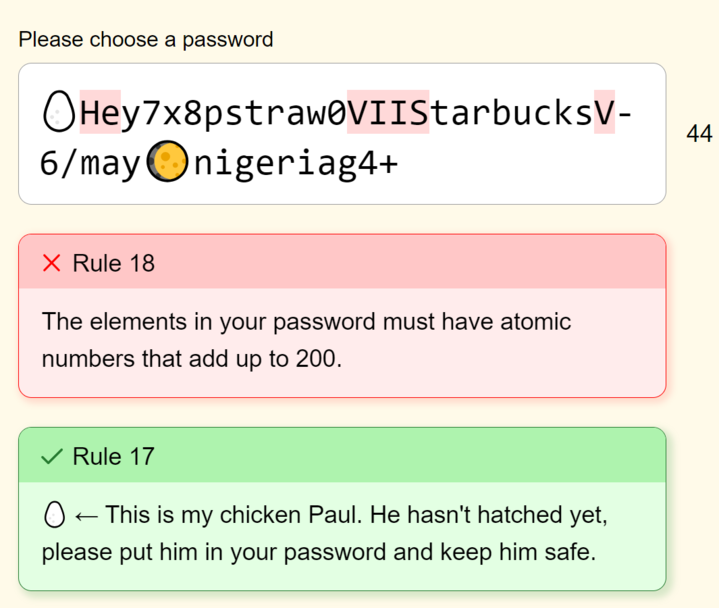 Please choose a password
🥚Hey7x8pstraw0VIIStarbucksV-
6/may🌔nigeriag4+
44
Rule 18
The elements in your password must have atomic
numbers that add up to 200.
Rule 17
🥚 ← This is my chicken Paul. He hasn't hatched yet,
please put him in your password and keep him safe.